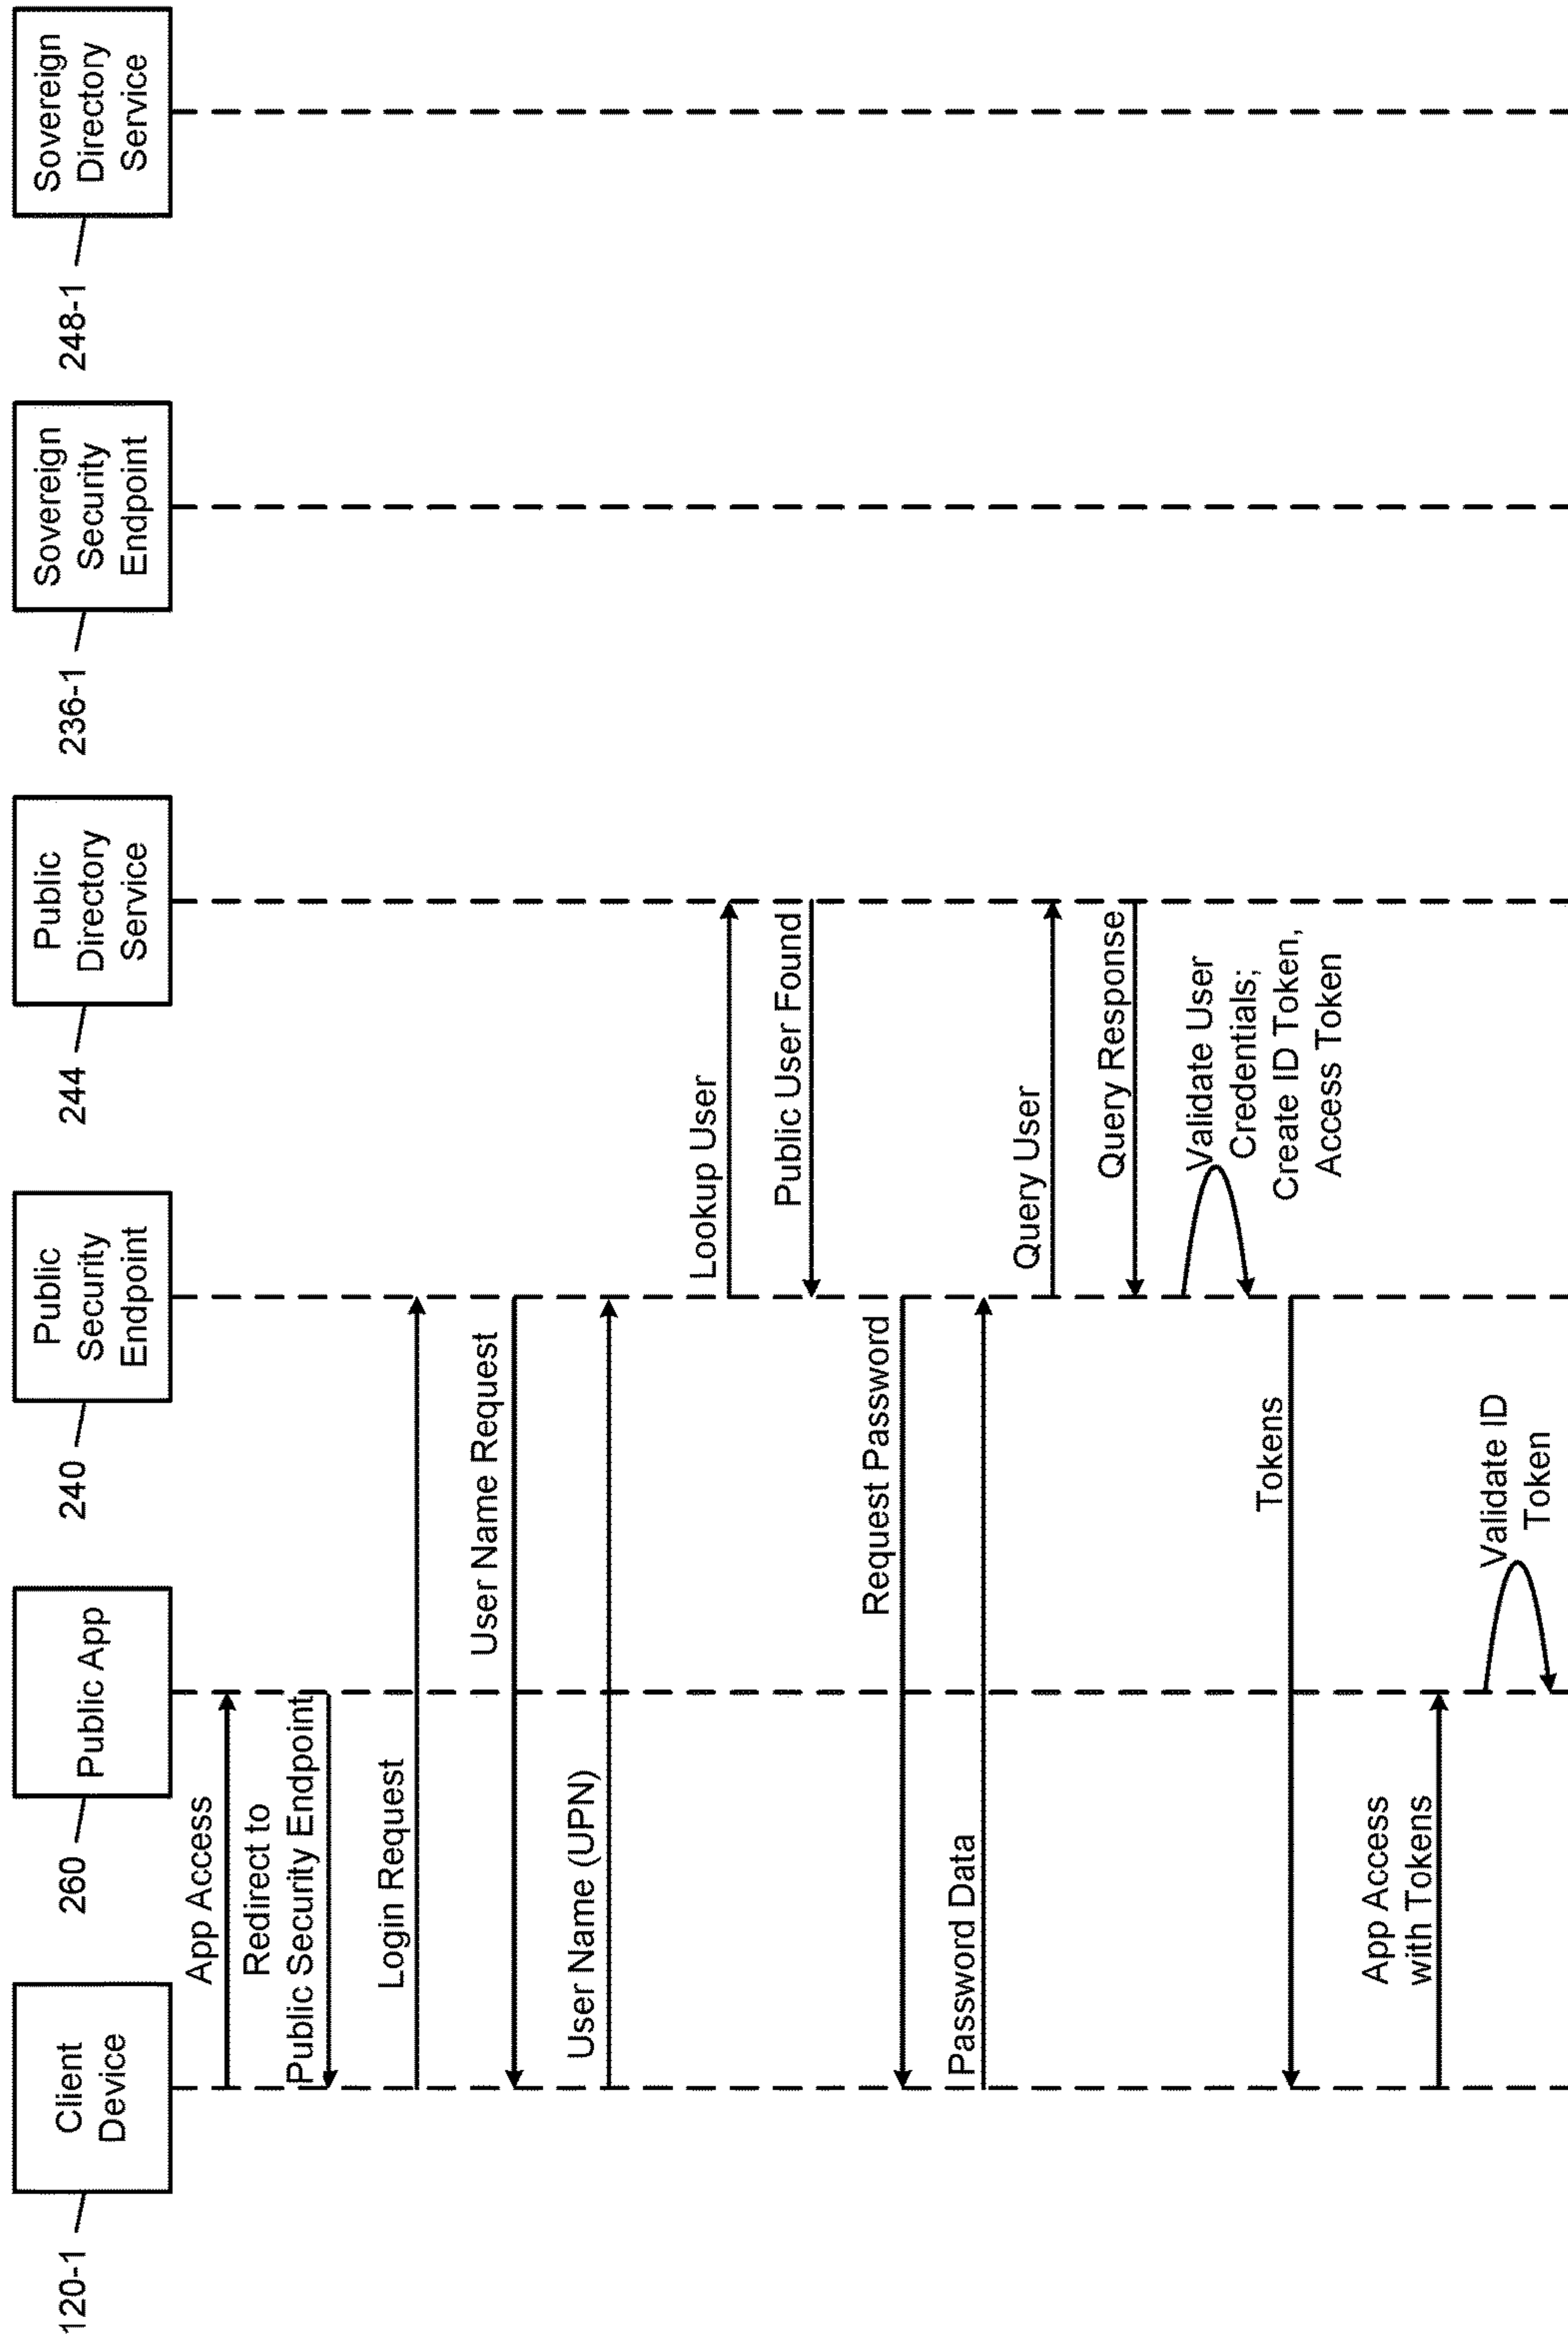 120-1
Client
Device
260
Public App
240
Public
Security
Endpoint
244
Public
Directory
Service
236-1
Sovereign
Security
Endpoint
248-1
Sovereign
Directory
Service
App Access
Redirect to
Public Security Endpoint
Login Request
User Name Request
User Name (UPN)
Lookup User
Public User Found
Request Password
Password Data
Query User
Query Response
Validate User
Credentials;
Create ID Token,
Access Token
Tokens
App Access
with Tokens
Validate ID
Token